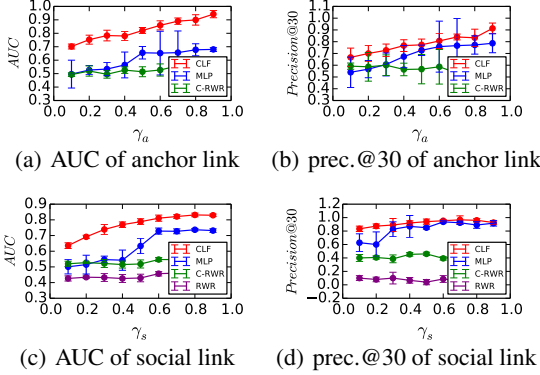 1.0
0.9
0.8
0.7
0.6
0.5
0.4
0.3
AUC
0.0 0.2 0.4 0.6 0.8 1.0
γa
CLF
MLP
C-RWR
(a) AUC of anchor link
1.1
1.0
0.9
0.8
0.7
0.6
0.5
0.4
0.3
Precision@30
0.0 0.2 0.4 0.6 0.8 1.0
γa
CLF
MLP
C-RWR
(b) prec.@30 of anchor link
0.9
0.8
0.7
0.6
0.5
0.4
0.3
AUC
0.0 0.2 0.4 0.6 0.8 1.0
γs
CLF
MLP
C-RWR
RWR
(c) AUC of social link
1.2
1.0
0.8
0.6
0.4
0.2
0.0
−0.2
Precision@30
0.0 0.2 0.4 0.6 0.8 1.0
γs
CLF
MLP
C-RWR
RWR
(d) prec.@30 of social link